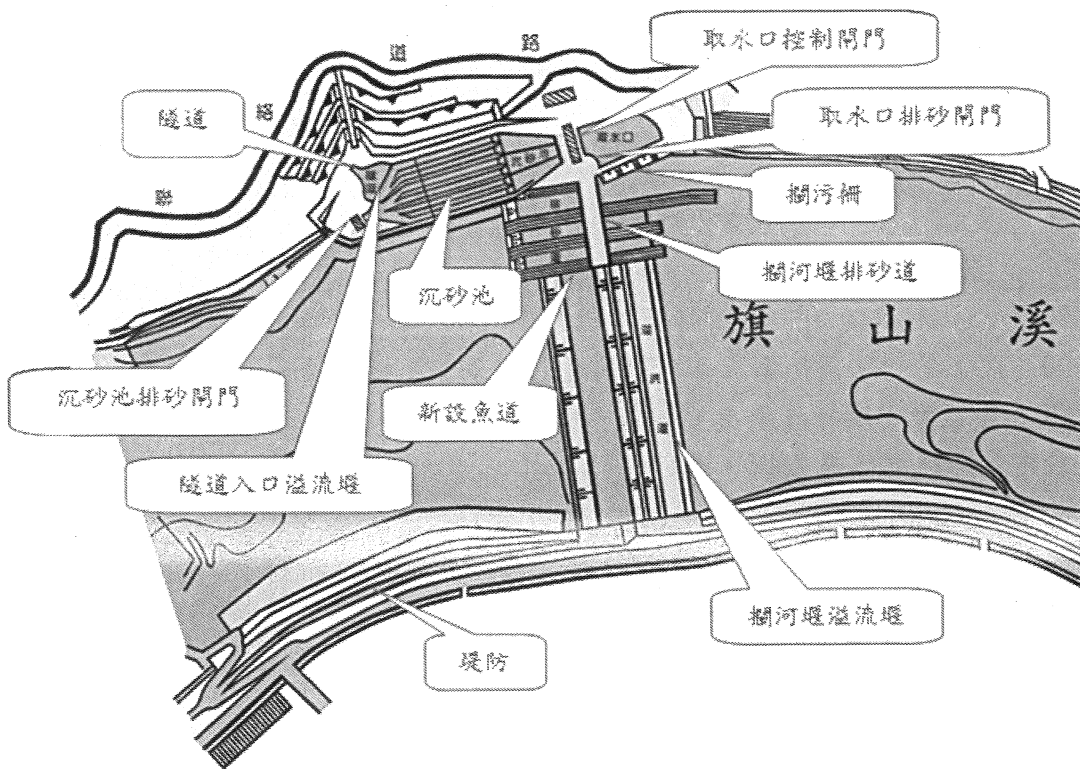 道 路
取水口控制閘門
絡
隧道
取水口排砂閘門
取水口
聯
攔污柵
攔河堰排砂道
沉砂池
旗山溪
沉砂池排砂閘門
新設魚道
隧道入口溢流堰
攔河堰溢流堰
堤防